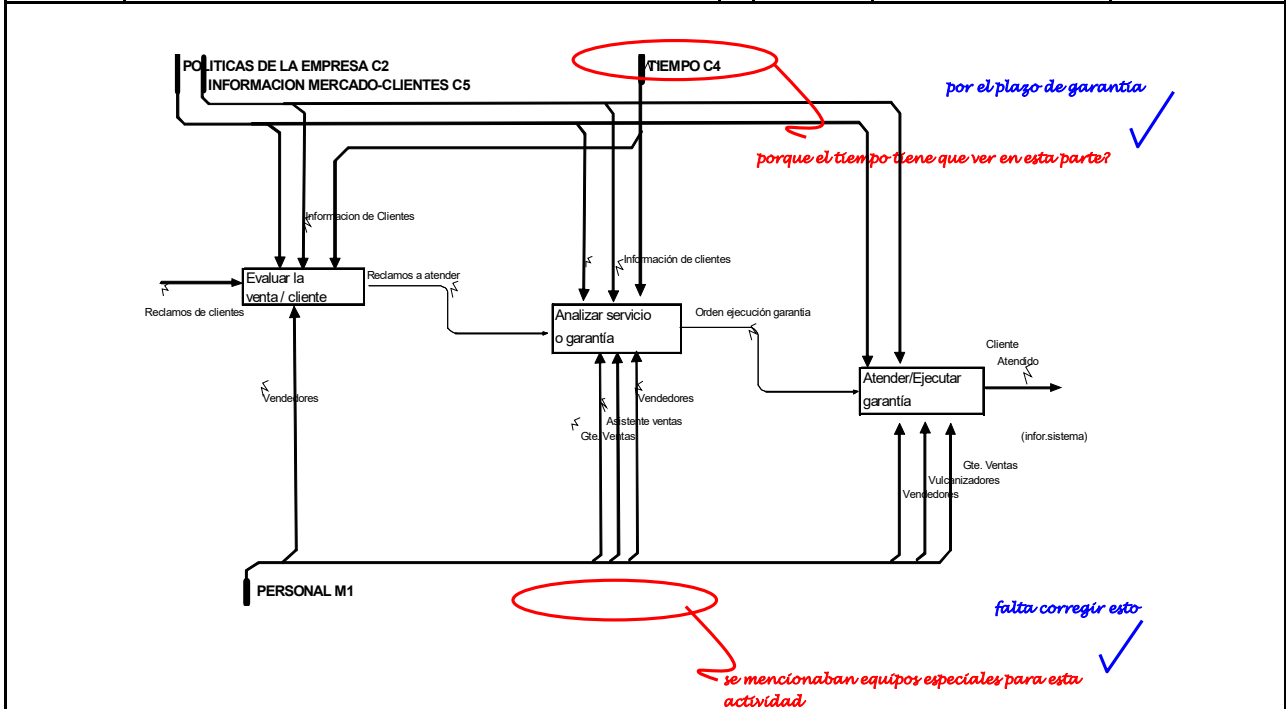 POLITICAS DE LA EMPRESA C2
TIEMPO C4
INFORMACION MERCADO-CLIENTES C5
por el plazo de garantía
porque el tiempo tiene que ver en esta parte?
Informacion de Clientes
Información de clientes
Evaluar la
venta / cliente
Reclamos a atender
Reclamos de clientes
Analizar servicio
o garantía
Orden ejecución garantia
Cliente
Atendido
Atender/Ejecutar
garantía
Vendedores
Vendedores
Asistente ventas
Gte. Ventas
(infor.sistema)
Gte. Ventas
Vulcanizadores
Vendedores
PERSONAL M1
falta corregir esto
se mencionaban equipos especiales para esta
actividad